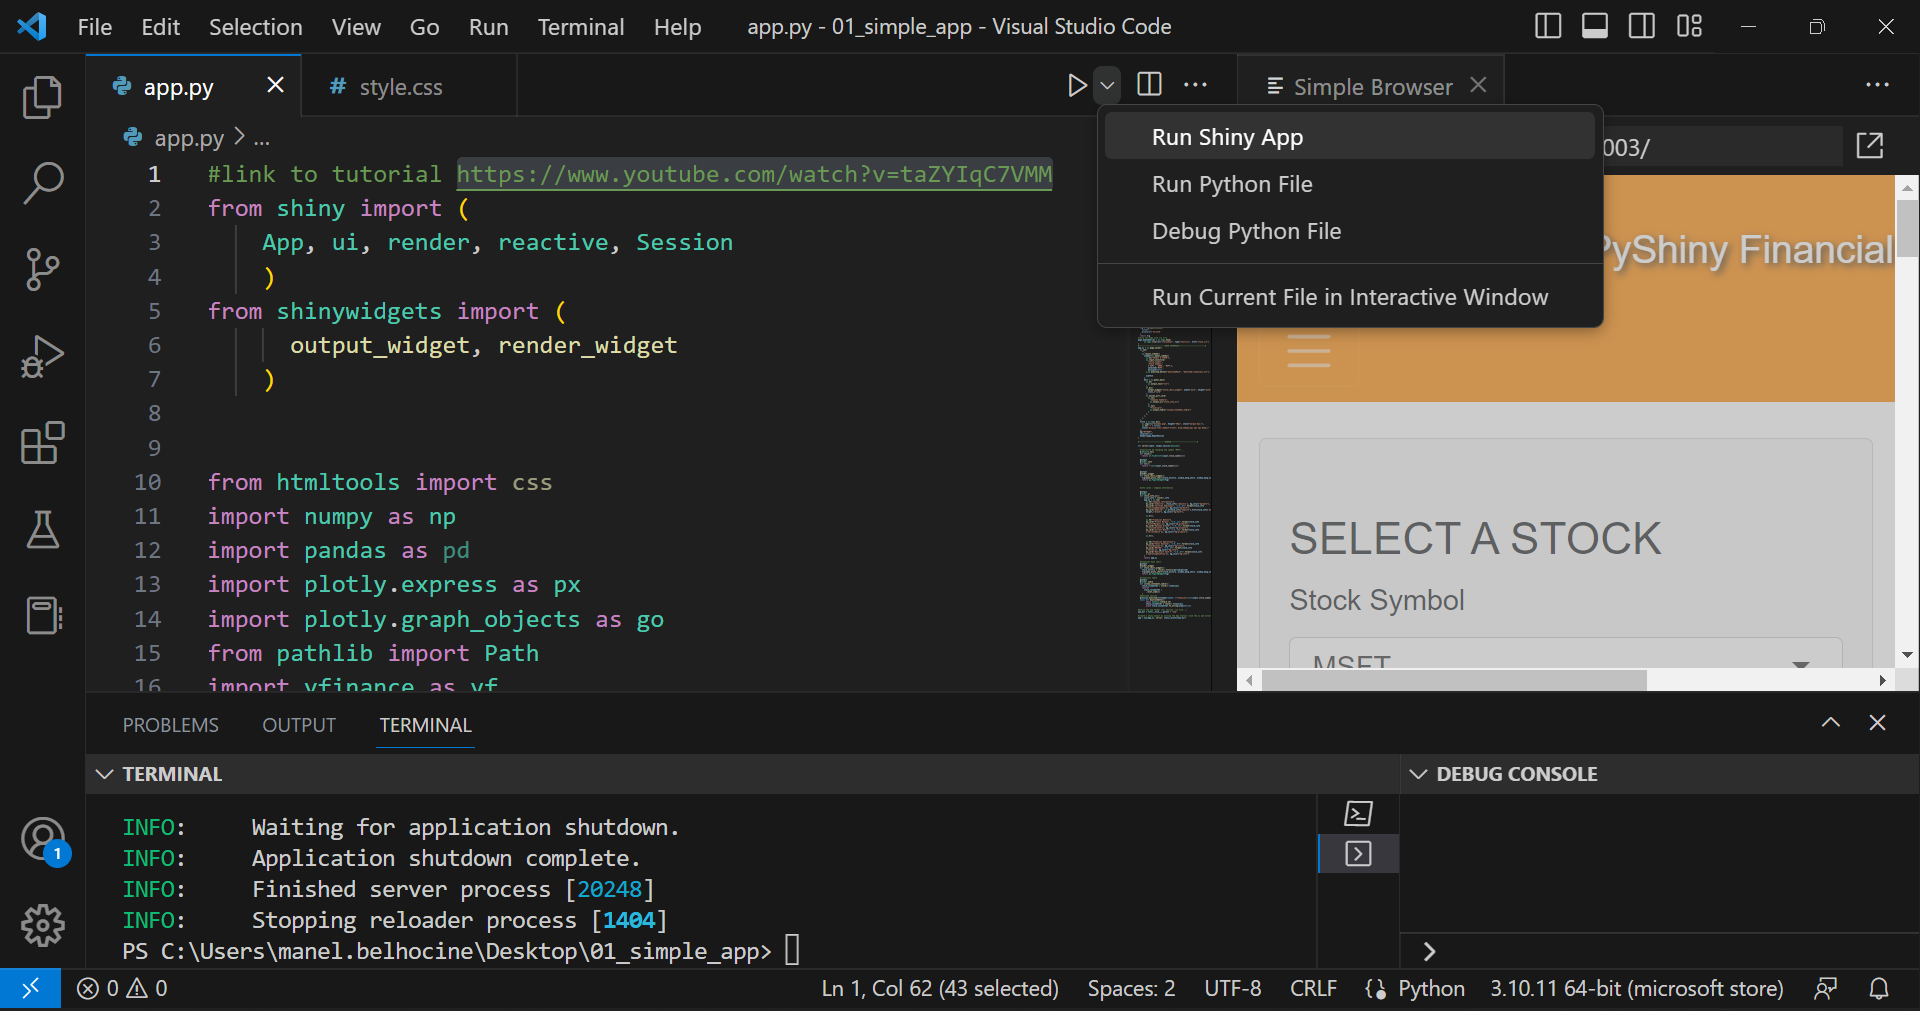 File Edit Selection View Go Run Terminal Help app.py - 01_simple_app - Visual Studio Code
app.py # style.css Simple Browser
app.py > ...
Run Shiny App
Run Python File
Debug Python File
Run Current File in Interactive Window
003/
1 #link to tutorial https://www.youtube.com/watch?v=taZYIqC7VMM
2 from shiny import (
3 App, ui, render, reactive, Session
4 )
5 from shinywidgets import (
6 output_widget, render_widget
7 )
8
9
10 from htmltools import css
11 import numpy as np
12 import pandas as pd
13 import plotly.express as px
14 import plotly.graph_objects as go
15 from pathlib import Path
16 import yfinance as yf
PyShiny Financial
SELECT A STOCK
Stock Symbol
MSFT
PROBLEMS OUTPUT TERMINAL
TERMINAL
INFO: Waiting for application shutdown.
INFO: Application shutdown complete.
INFO: Finished server process [20248]
INFO: Stopping reloader process [1404]
PS C:\Users\manel.belhocine\Desktop\01_simple_app>
DEBUG CONSOLE
>
1
0 0 Ln 1, Col 62 (43 selected) Spaces: 2 UTF-8 CRLF Python 3.10.11 64-bit (microsoft store)